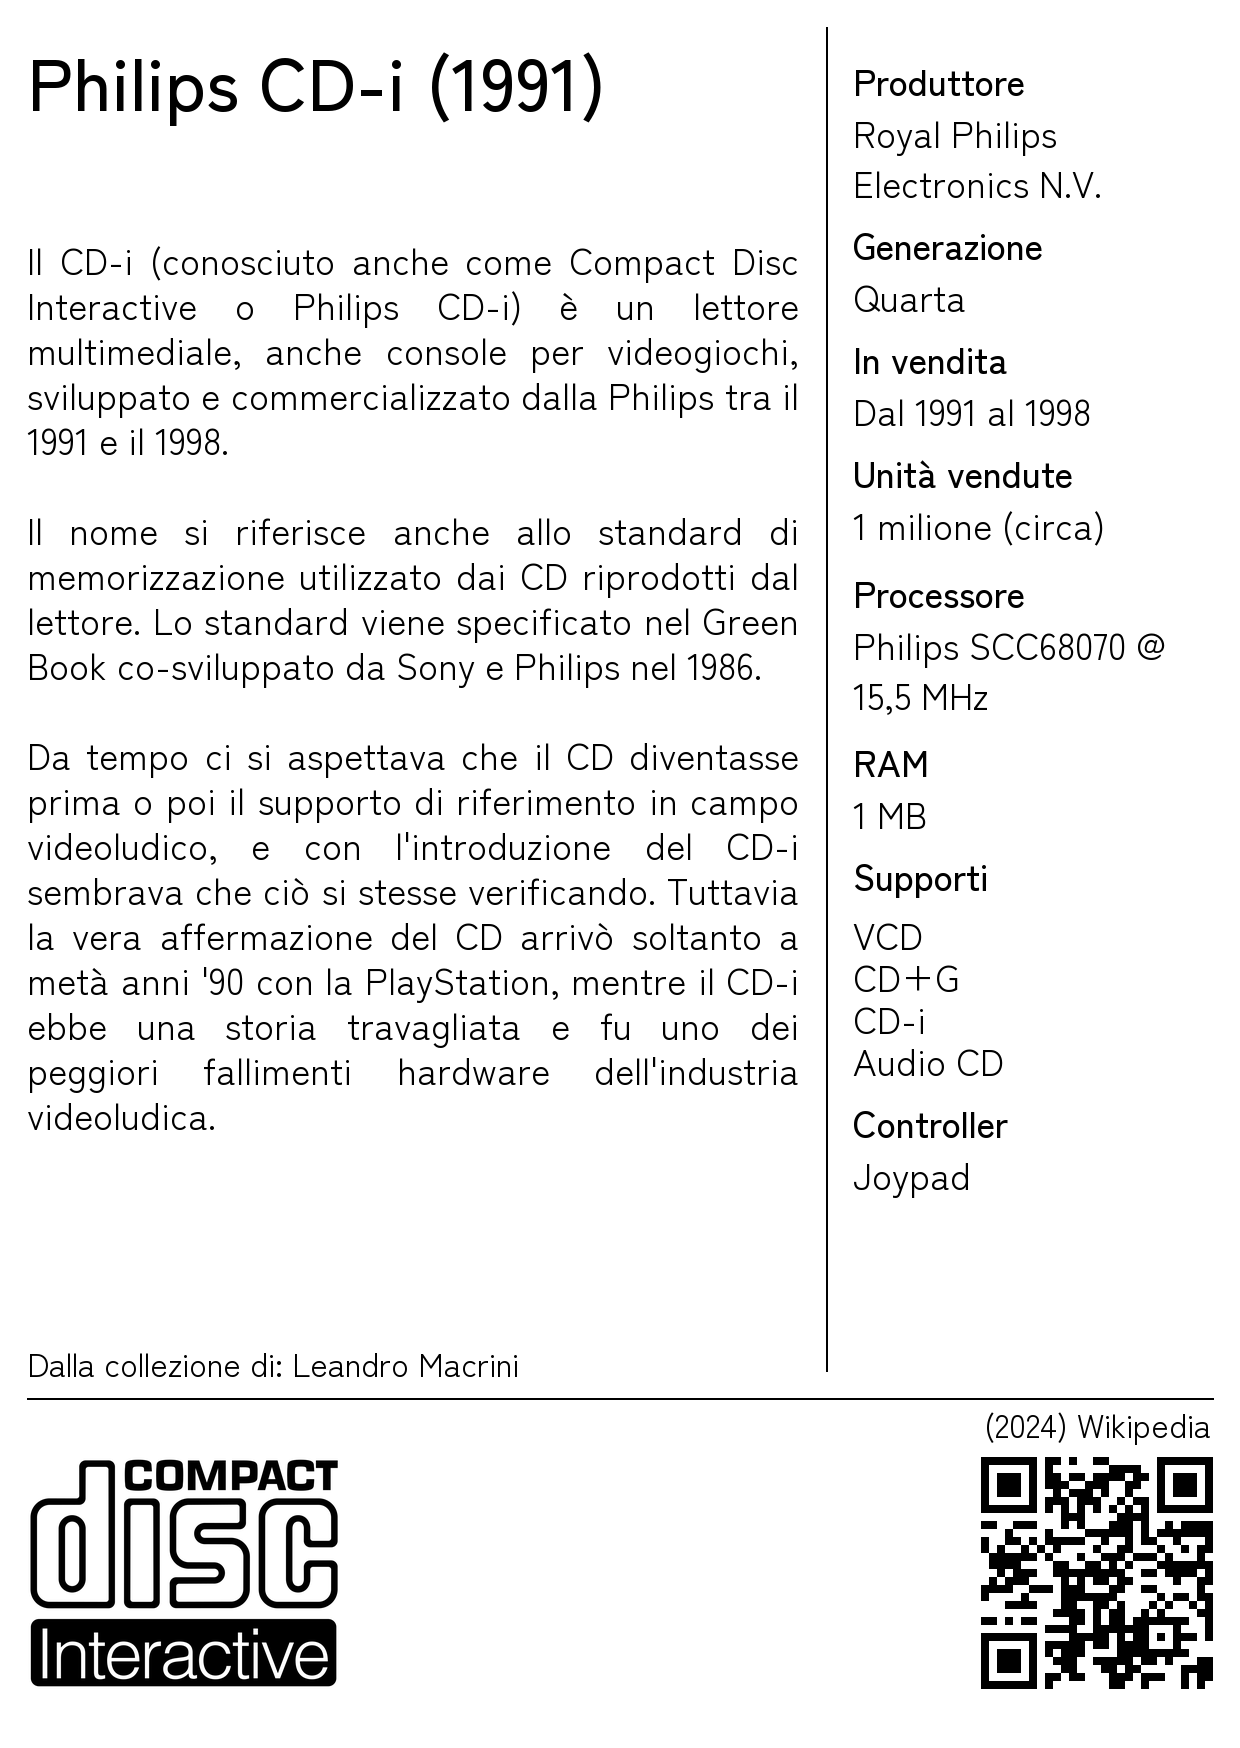 Philips CD-i (1991)
Il CD-i (conosciuto anche come Compact Disc
Interactive o Philips CD-i) è un lettore
multimediale, anche console per videogiochi,
sviluppato e commercializzato dalla Philips tra il
1991 e il 1998.
Il nome si riferisce anche allo standard di
memorizzazione utilizzato dai CD riprodotti dal
lettore. Lo standard viene specificato nel Green
Book co-sviluppato da Sony e Philips nel 1986.
Da tempo ci si aspettava che il CD diventasse
prima o poi il supporto di riferimento in campo
videoludico, e con l'introduzione del CD-i
sembrava che ciò si stesse verificando. Tuttavia
la vera affermazione del CD arrivò soltanto a
metà anni '90 con la PlayStation, mentre il CD-i
ebbe una storia travagliata e fu uno dei
peggiori fallimenti hardware dell'industria
videoludica.
Dalla collezione di: Leandro Macrini
Produttore
Royal Philips
Electronics N.V.
Generazione
Quarta
In vendita
Dal 1991 al 1998
Unità vendute
1 milione (circa)
Processore
Philips SCC68070 @
15,5 MHz
RAM
1 MB
Supporti
VCD
CD+G
CD-i
Audio CD
Controller
Joypad
(2024) Wikipedia
COMPACT
disc
Interactive